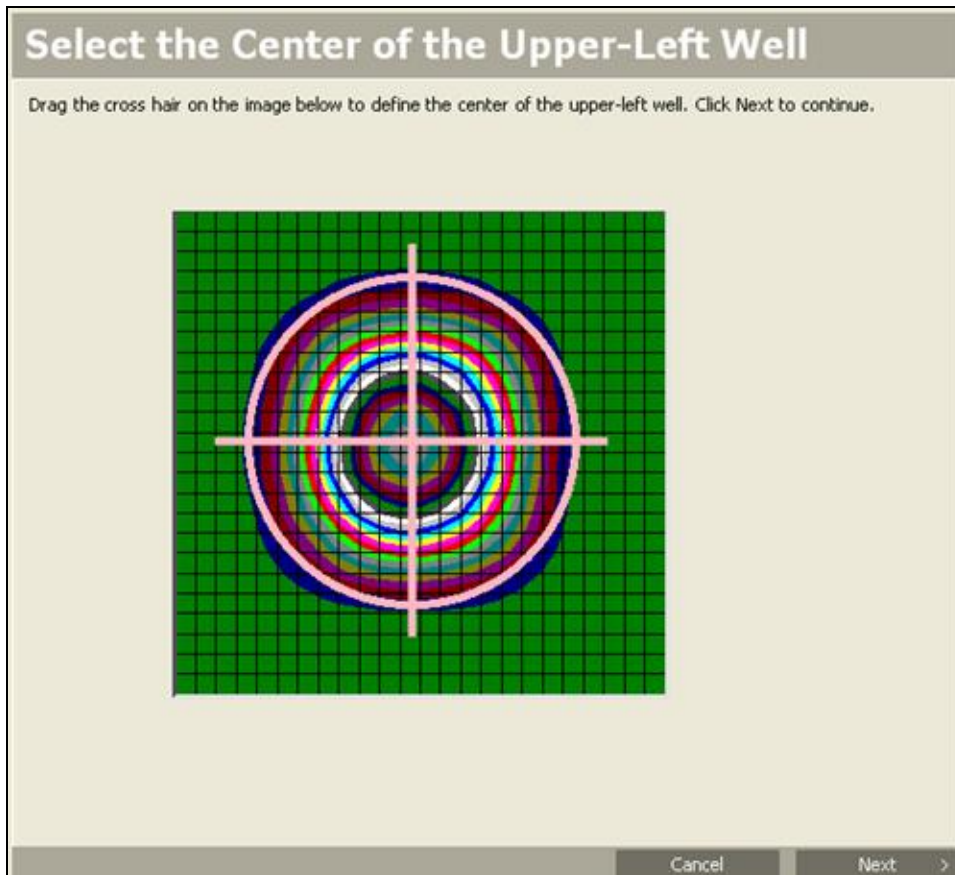 Select the Center of the Upper-Left Well
Drag the cross hair on the image below to define the center of the upper-left well. Click Next to continue.
Cancel
Next >